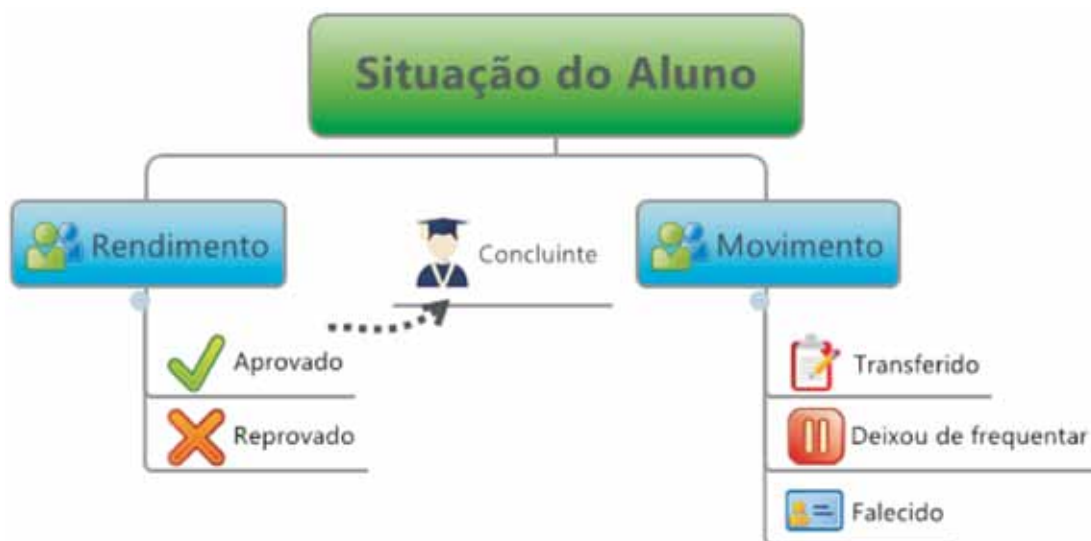 Situação do Aluno
Rendimento
Concluinte
Movimento
Aprovado
Reprovado
Transferido
Deixou de frequentar
Falecido